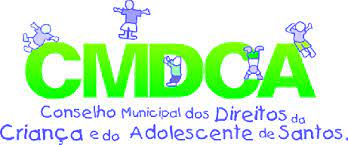 CMDCA
Conselho Municipal dos Direitos da
Criança e do Adolescente de Santos.